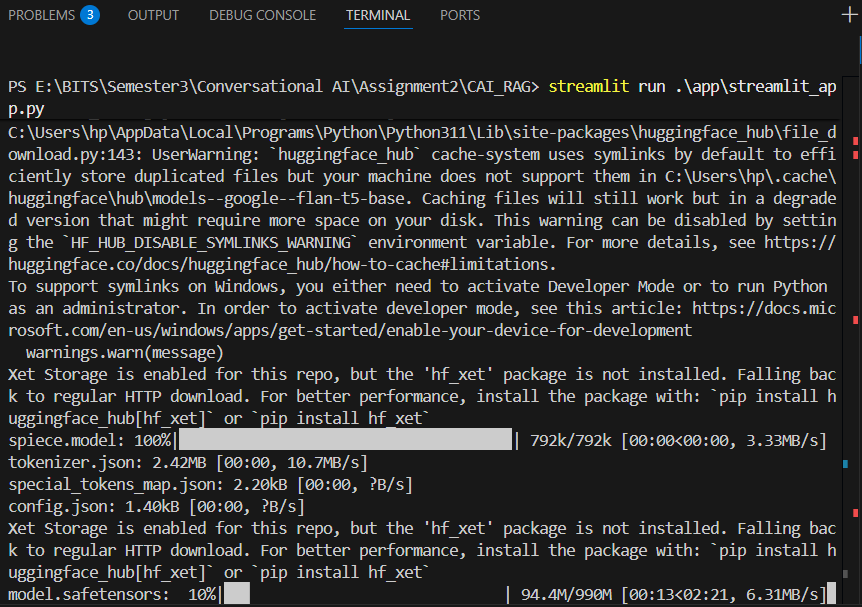 PROBLEMS 3 OUTPUT DEBUG CONSOLE TERMINAL PORTS
PS E:\BITS\Semester3\Conversational AI\Assignment2\CAI_RAG> streamlit run .\app\streamlit_ap
p.py
C:\Users\hp\AppData\Local\Programs\Python\Python311\Lib\site-packages\huggingface_hub\file_d
ownload.py:143: UserWarning: `huggingface_hub` cache-system uses symlinks by default to effi
ciently store duplicated files but your machine does not support them in C:\Users\hp\.cache\
huggingface\hub\models--google--flan-t5-base. Caching files will still work but in a degrade
d version that might require more space on your disk. This warning can be disabled by settin
g the `HF_HUB_DISABLE_SYMLINKS_WARNING` environment variable. For more details, see https://
huggingface.co/docs/huggingface_hub/how-to-cache#limitations.
To support symlinks on Windows, you either need to activate Developer Mode or to run Python
as an administrator. In order to activate developer mode, see this article: https://docs.mic
rosoft.com/en-us/windows/apps/get-started/enable-your-device-for-development
  warnings.warn(message)
Xet Storage is enabled for this repo, but the 'hf_xet' package is not installed. Falling bac
k to regular HTTP download. For better performance, install the package with: `pip install h
uggingface_hub[hf_xet]` or `pip install hf_xet`
spiece.model: 100%| | 792k/792k [00:00<00:00, 3.33MB/s]
tokenizer.json: 2.42MB [00:00, 10.7MB/s]
special_tokens_map.json: 2.20kB [00:00, ?B/s]
config.json: 1.40kB [00:00, ?B/s]
Xet Storage is enabled for this repo, but the 'hf_xet' package is not installed. Falling bac
k to regular HTTP download. For better performance, install the package with: `pip install h
uggingface_hub[hf_xet]` or `pip install hf_xet`
model.safetensors:  10%| | 94.4M/990M [00:13<02:21, 6.31MB/s]